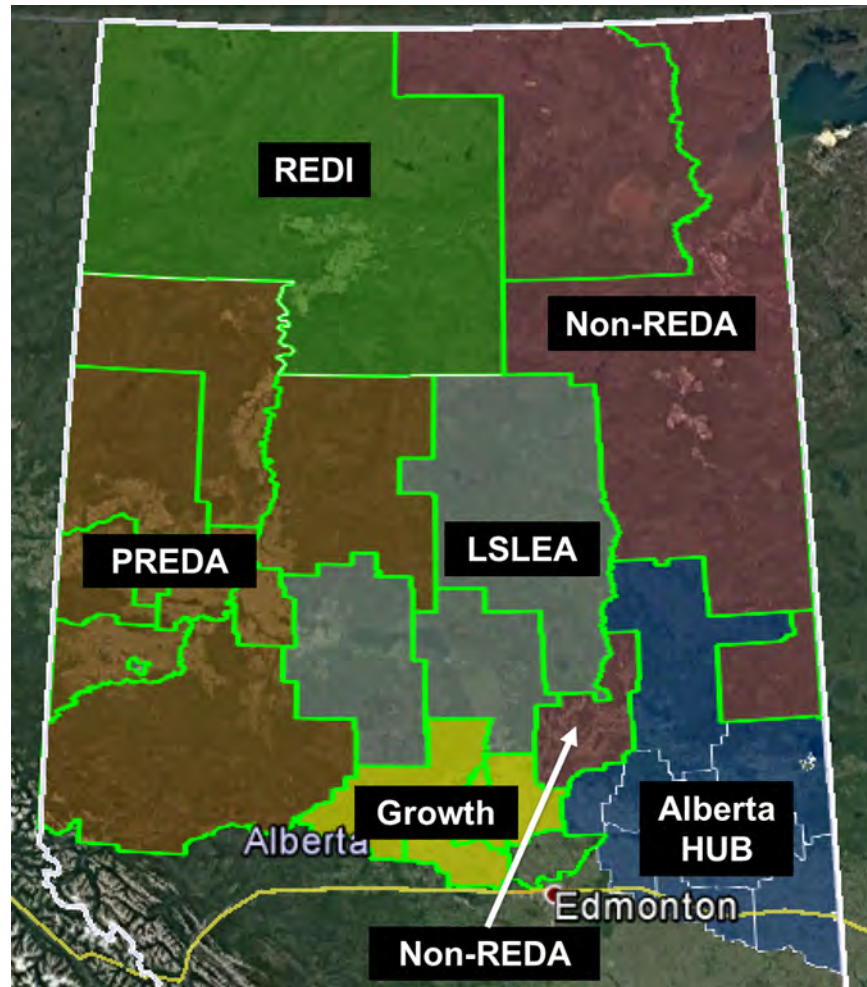 REDI
Non-REDA
PREDA
LSLEA
Growth
Alberta
HUB
Alberta
Edmonton
Non-REDA